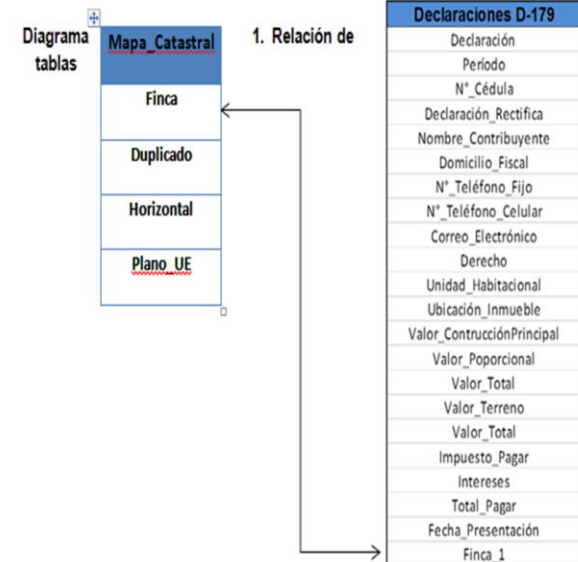 Diagrama 1. Relación de
tablas
Mapa_Catastral
Finca
Duplicado
Horizontal
Plano_UE
Declaraciones D-179
Declaración
Período
N°_Cédula
Declaración_Rectifica
Nombre_Contribuyente
Domicilio_Fiscal
N°_Teléfono_Fijo
N°_Teléfono_Celular
Correo_Electrónico
Derecho
Unidad_Habitacional
Ubicación_Inmueble
Valor_ContrucciónPrincipal
Valor_Poporcional
Valor_Total
Valor_Terreno
Valor_Total
Impuesto_Pagar
Intereses
Total_Pagar
Fecha_Presentación
Finca_1